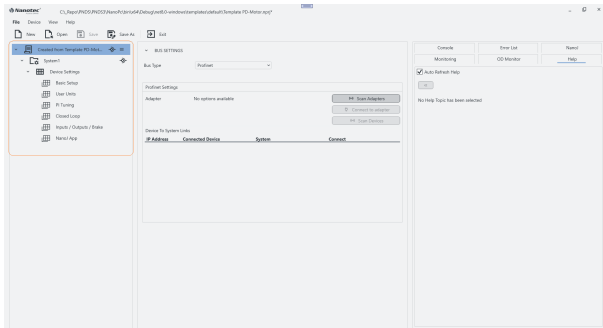 Nanotec
File Device View Help
New Open Save Save As Exit
Created from Template PD-Mot...
System1
Device Settings
Basic Setup
User Units
PI Tuning
Closed Loop
Inputs / Outputs / Brake
NanoJ App
BUS SETTINGS
Bus Type Profinet
Profinet Settings
Adapter No options available Scan Adapters
Connect to adapter
Scan Devices
Device To System Links
IP Address Connected Device System Connect
Console Error List NanoJ
Monitoring OD Monitor Help
Auto Refresh Help
No Help Topic has been selected